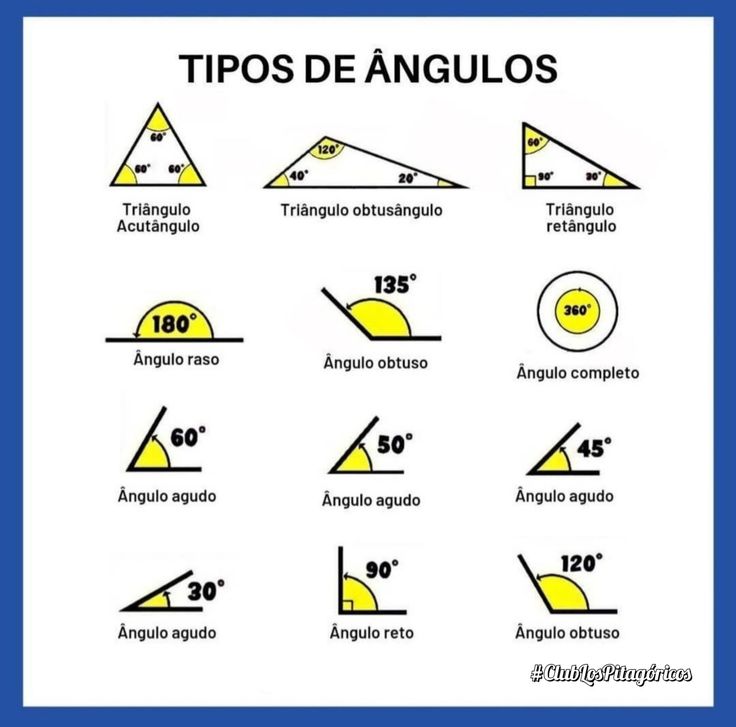 TIPOS DE ÂNGULOS
60°
60°
60°
Triângulo
Acutângulo
120°
40°
20°
Triângulo obtusângulo
60°
90°
30°
Triângulo
retângulo
180°
Ângulo raso
135°
Ângulo obtuso
360°
Ângulo completo
60°
Ângulo agudo
50°
Ângulo agudo
45°
Ângulo agudo
30°
Ângulo agudo
90°
Ângulo reto
120°
Ângulo obtuso
#ClubLosPitagóricos